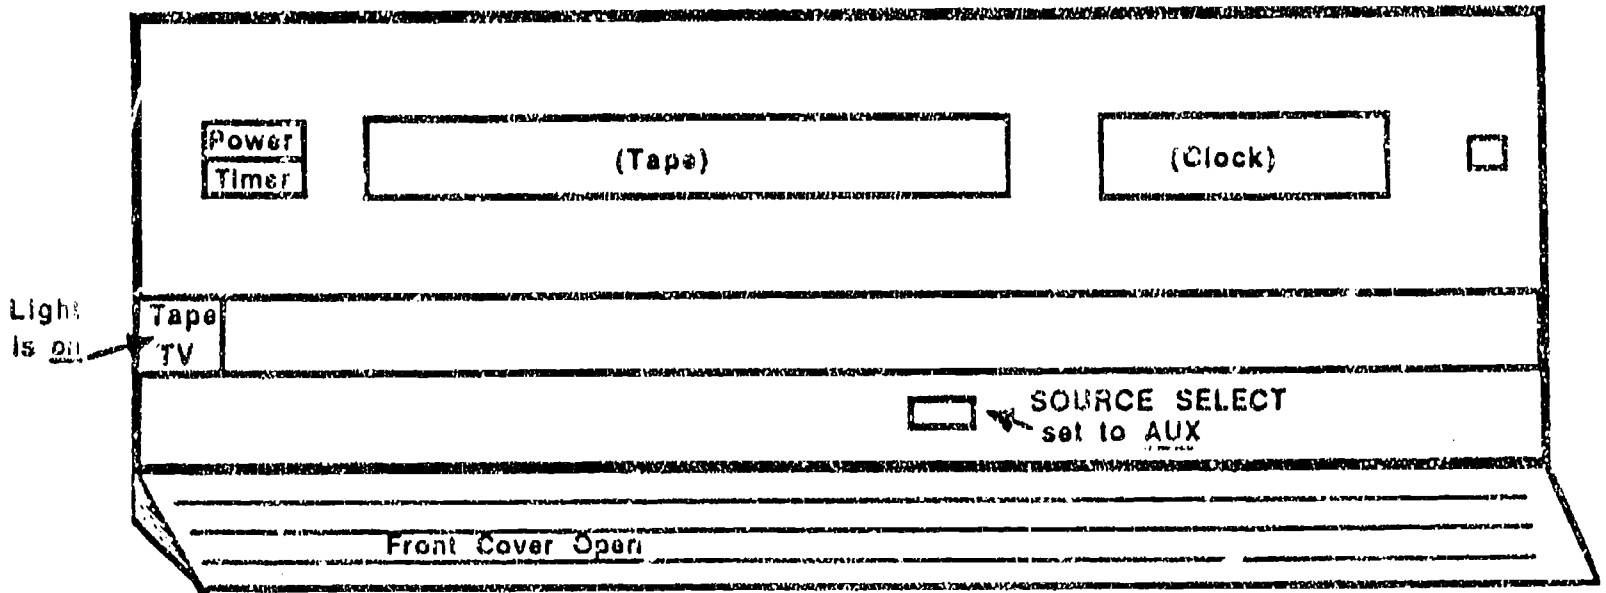 Power
Timer
(Tape)
(Clock)
Light
is on
Tape
TV
SOURCE SELECT
set to AUX
Front Cover Open